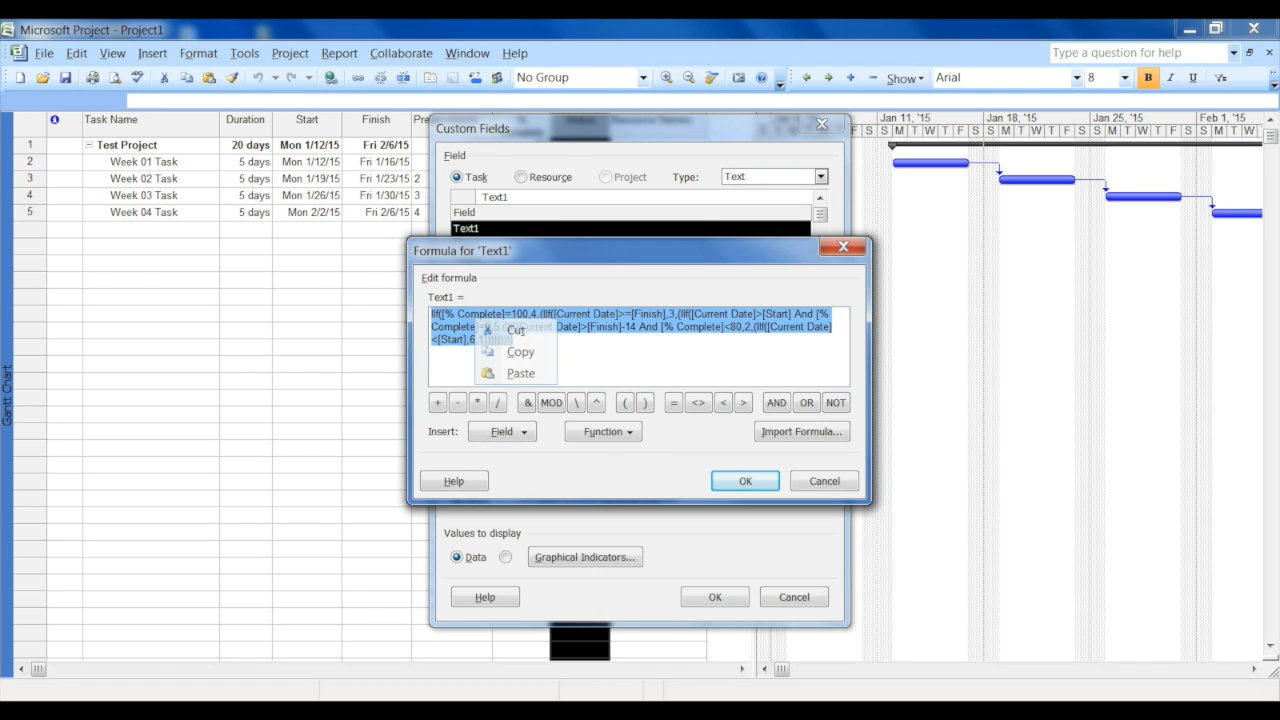 Microsoft Project - Project1
File Edit View Insert Format Tools Project Report Collaborate Window Help
Type a question for help
No Group
Show
Arial
8
B I U
Task Name Duration Start Finish
Jan 11, '15 Jan 18, '15 Jan 25, '15 Feb 1, '15
F S S M T W T F S S M T W T F S S M T W T F S S M T W
1 Test Project 20 days Mon 1/12/15 Fri 2/6/15
2 Week 01 Task 5 days Mon 1/12/15 Fri 1/16/15
3 Week 02 Task 5 days Mon 1/19/15 Fri 1/23/15 2
4 Week 03 Task 5 days Mon 1/26/15 Fri 1/30/15 3
5 Week 04 Task 5 days Mon 2/2/15 Fri 2/6/15 4
Gantt Chart
Custom Fields
Field
Task Resource Project Type: Text
Text1
Field
Text1
Formula for 'Text1'
Edit formula
Text1 =
IIf([% Complete]=100,4,(IIf([Current Date]>=[Finish],3,(IIf([Current Date]>[Start] And [%
Date]>[Finish]-14 And [% Complete]<80,2,(IIf([Current Date]
<[Start],6
Cut
Copy
Paste
+ - * / & MOD \ ^ ( ) = <> < > AND OR NOT
Insert: Field Function Import Formula...
Help OK Cancel
Values to display
Data Graphical Indicators...
Help OK Cancel